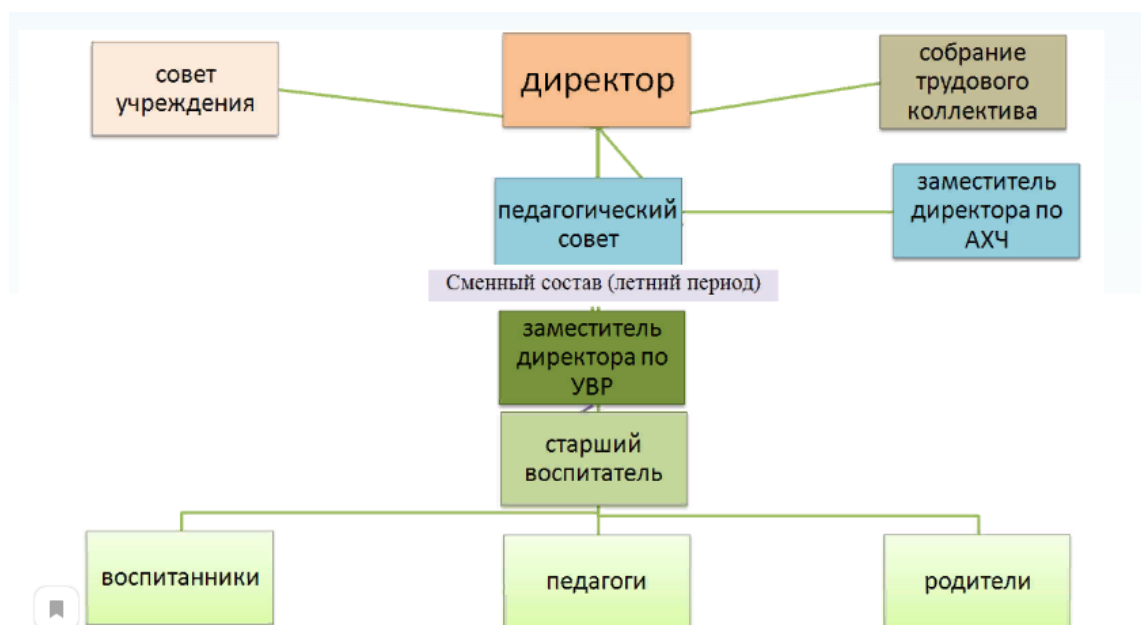 совет
учреждения
директор
собрание
трудового
коллектива
педагогический
совет
заместитель
директора по
АХЧ
Сменный состав (летний период)
заместитель
директора по
УВР
старший
воспитатель
воспитанники
педагоги
родители